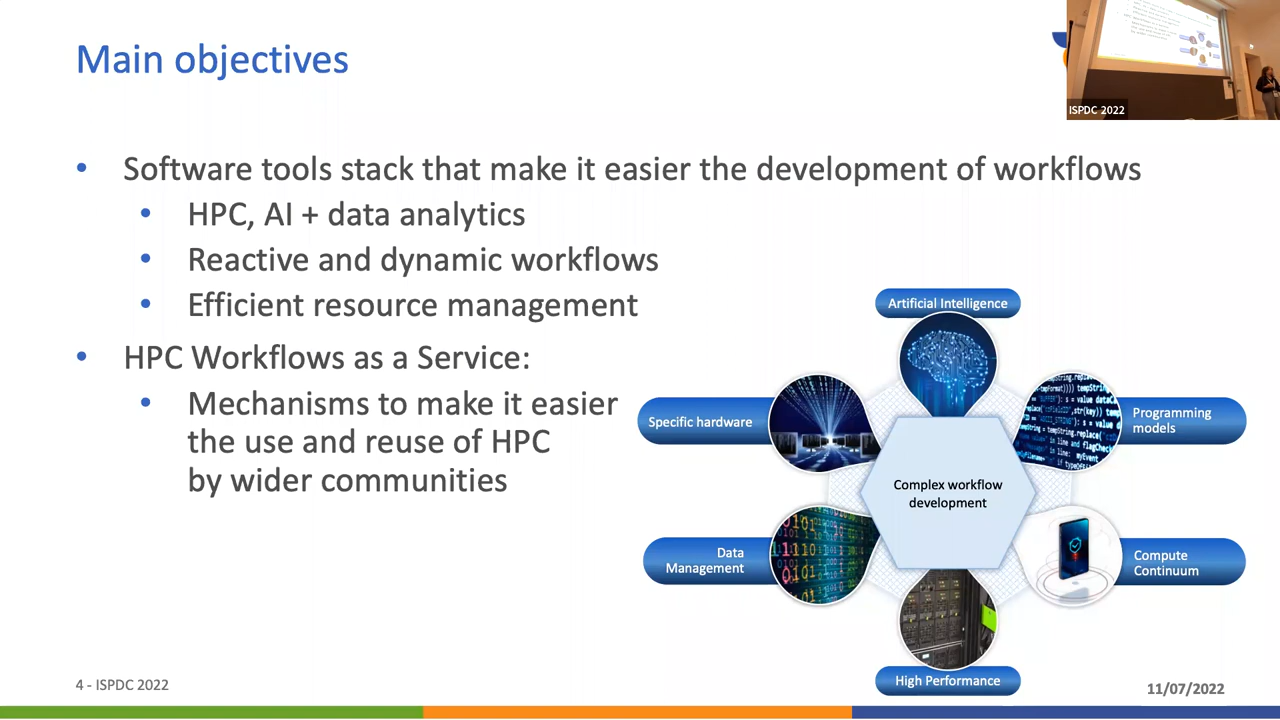 Main objectives
ISPDC 2022
Software tools stack that make it easier the development of workflows
HPC, AI + data analytics
Reactive and dynamic workflows
Efficient resource management
HPC Workflows as a Service:
Mechanisms to make it easier
the use and reuse of HPC
by wider communities
Artificial Intelligence
Specific hardware
Programming
models
Complex workflow
development
Data
Management
Compute
Continuum
High Performance
4 - ISPDC 2022
11/07/2022